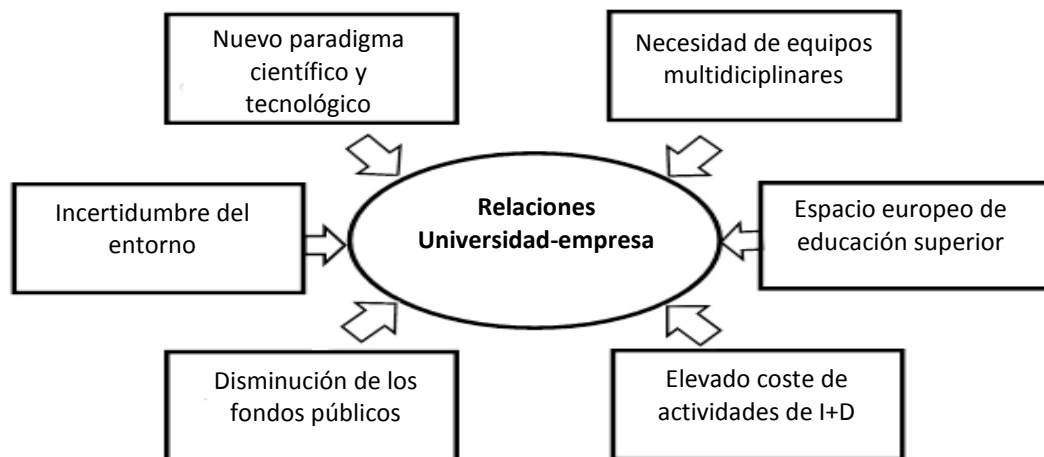 Nuevo paradigma
científico y
tecnológico
Necesidad de equipos
multidiciplinares
Incertidumbre del
entorno
Relaciones
Universidad-empresa
Espacio europeo de
educación superior
Disminución de los
fondos públicos
Elevado coste de
actividades de I+D